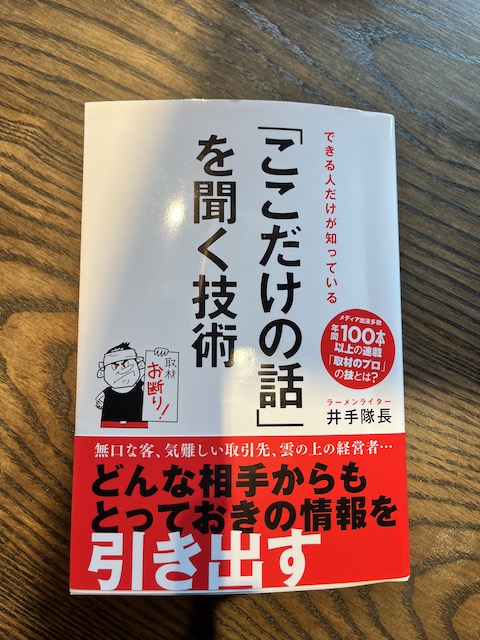 できる人だけが知っている
「ここだけの話」
を聞く技術
メディア出演多数
年間100本
以上の連載
「取材のプロ」
の技とは？
ラーメンライター
井手隊長
取材
お断り！
無口な客、気難しい取引先、雲の上の経営者…
どんな相手からも
とっておきの情報を
引き出す